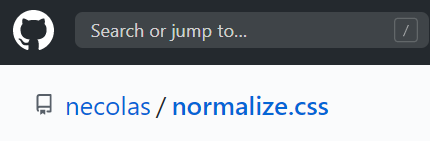 Search or jump to... /
necolas / normalize.css